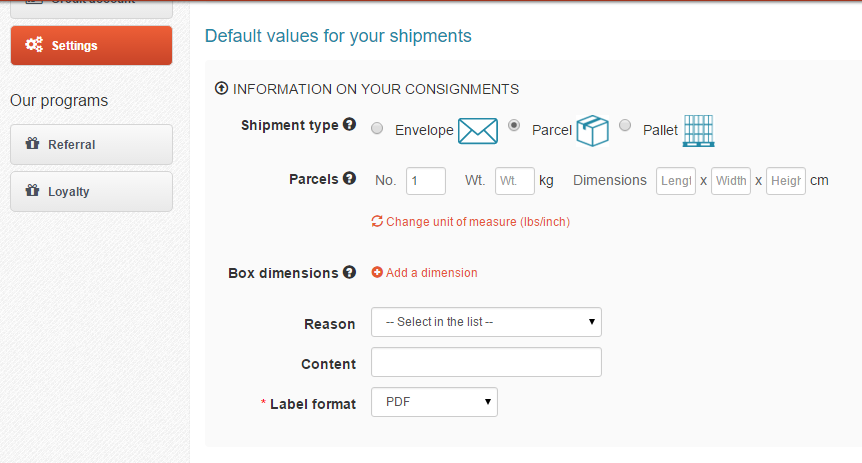 Credit account
Settings
Our programs
Referral
Loyalty
Default values for your shipments
INFORMATION ON YOUR CONSIGNMENTS
Shipment type ? Envelope Parcel Pallet
Parcels ? No. 1 Wt. Wt. kg Dimensions Lengt x Width x Heigh cm
Change unit of measure (lbs/inch)
Box dimensions ? Add a dimension
Reason -- Select in the list --
Content
* Label format PDF